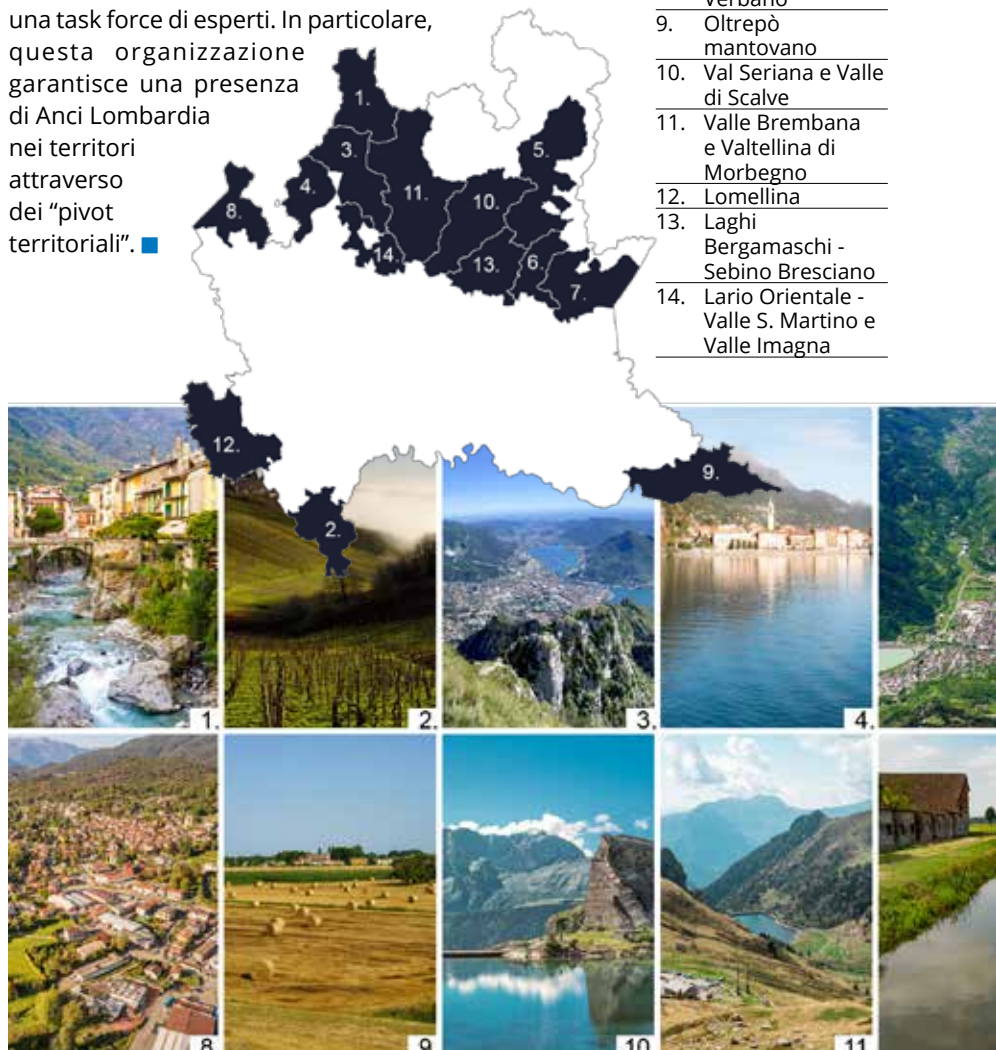 una task force di esperti. In particolare,
questa organizzazione
garantisce una presenza
di Anci Lombardia
nei territori
attraverso
dei “pivot
territoriali”.
Verbano
9. Oltrepò
mantovano
10. Val Seriana e Valle
di Scalve
11. Valle Brembana
e Valtellina di
Morbegno
12. Lomellina
13. Laghi
Bergamaschi -
Sebino Bresciano
14. Lario Orientale -
Valle S. Martino e
Valle Imagna
1.
3.
5.
4.
11.
10.
8.
14.
13.
6.
7.
12.
9.
2.
1.
2.
3.
4.
8
9
10
11